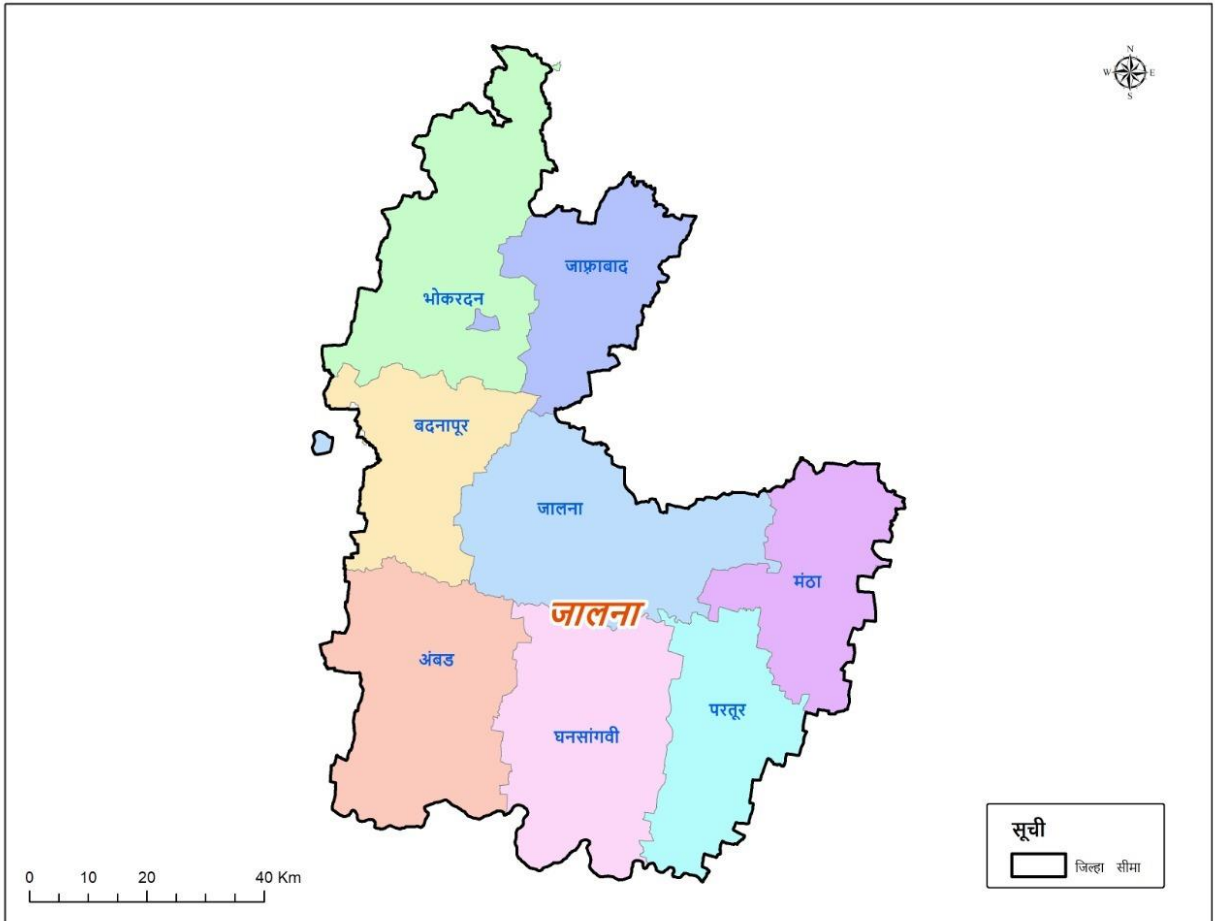 N
W E
S
जाफ्राबाद
भोकरदन
बदनापूर
जालना
मंठा
जालना
अंबड
परतूर
घनसांगवी
सूची
जिल्हा सीमा
0 10 20 40 Km